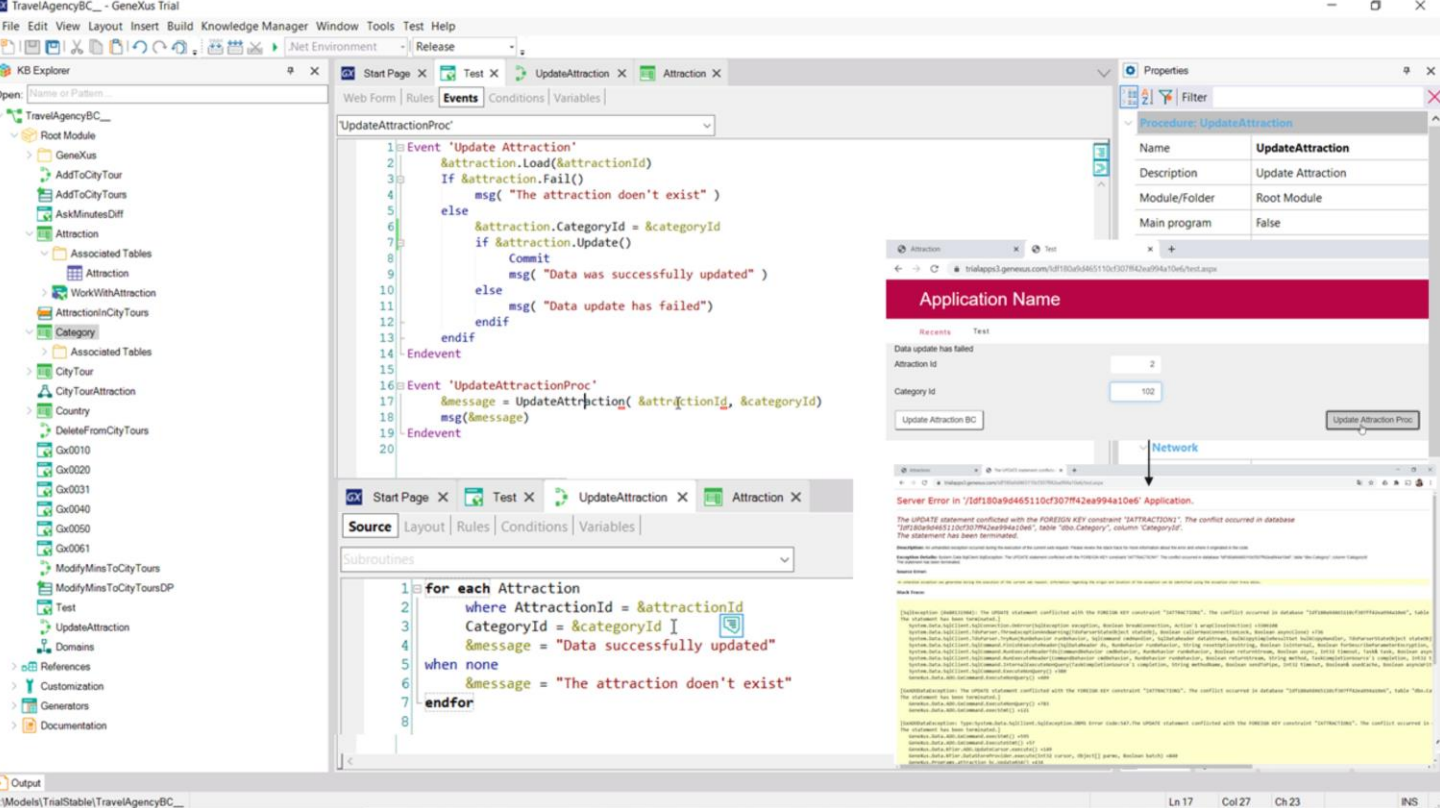 TravelAgencyBC__ - GeneXus Trial
File Edit View Layout Insert Build Knowledge Manager Window Tools Test Help
.Net Environment Release
KB Explorer
Open: Name or Pattern...
TravelAgencyBC__
Root Module
GeneXus
AddToCityTour
AddToCityTours
AskMinutesDiff
Attraction
Associated Tables
Attraction
WorkWithAttraction
AttractionInCityTours
Category
Associated Tables
CityTour
CityTourAttraction
Country
DeleteFromCityTours
Gx0010
Gx0020
Gx0031
Gx0040
Gx0050
Gx0061
ModifyMinsToCityTours
ModifyMinsToCityToursDP
Test
UpdateAttraction
Domains
References
Customization
Generators
Documentation
Output
:\Models\TrialStable\TravelAgencyBC__
Start Page Test UpdateAttraction Attraction
Web Form Rules Events Conditions Variables
'UpdateAttractionProc'
1 Event 'Update Attraction'
2 &attraction.Load(&attractionId)
3 If &attraction.Fail()
4 msg( "The attraction doen't exist" )
5 else
6 &attraction.CategoryId = &categoryId
7 if &attraction.Update()
8 Commit
9 msg( "Data was successfully updated" )
10 else
11 msg( "Data update has failed")
12 endif
13 endif
14 Endevent
15
16 Event 'UpdateAttractionProc'
17 &message = UpdateAttraction( &attractionId, &categoryId)
18 msg(&message)
19 Endevent
20
Start Page Test UpdateAttraction Attraction
Source Layout Rules Conditions Variables
Subroutines
1 for each Attraction
2 where AttractionId = &attractionId
3 CategoryId = &categoryId
4 &message = "Data successfully updated"
5 when none
6 &message = "The attraction doen't exist"
7 endfor
8
Properties
Filter
Procedure: UpdateAttraction
Name UpdateAttraction
Description Update Attraction
Module/Folder Root Module
Main program False
Attraction Test
trialapps3.genexus.com/Idf180a9d465110cf307ff42ea994a10e6/test.aspx
Application Name
Recents Test
Data update has failed
Attraction Id 2
Category Id 102
Update Attraction BC Update Attraction Proc
Network
Server Error in '/Idf180a9d465110cf307ff42ea994a10e6' Application.
The UPDATE statement conflicted with the FOREIGN KEY constraint "IATTRACTION1". The conflict occurred in database
"Idf180a9d465110cf307ff42ea994a10e6", table "dbo.Category", column 'CategoryId'.
The statement has been terminated.
Ln 17 Col 27 Ch 23 INS